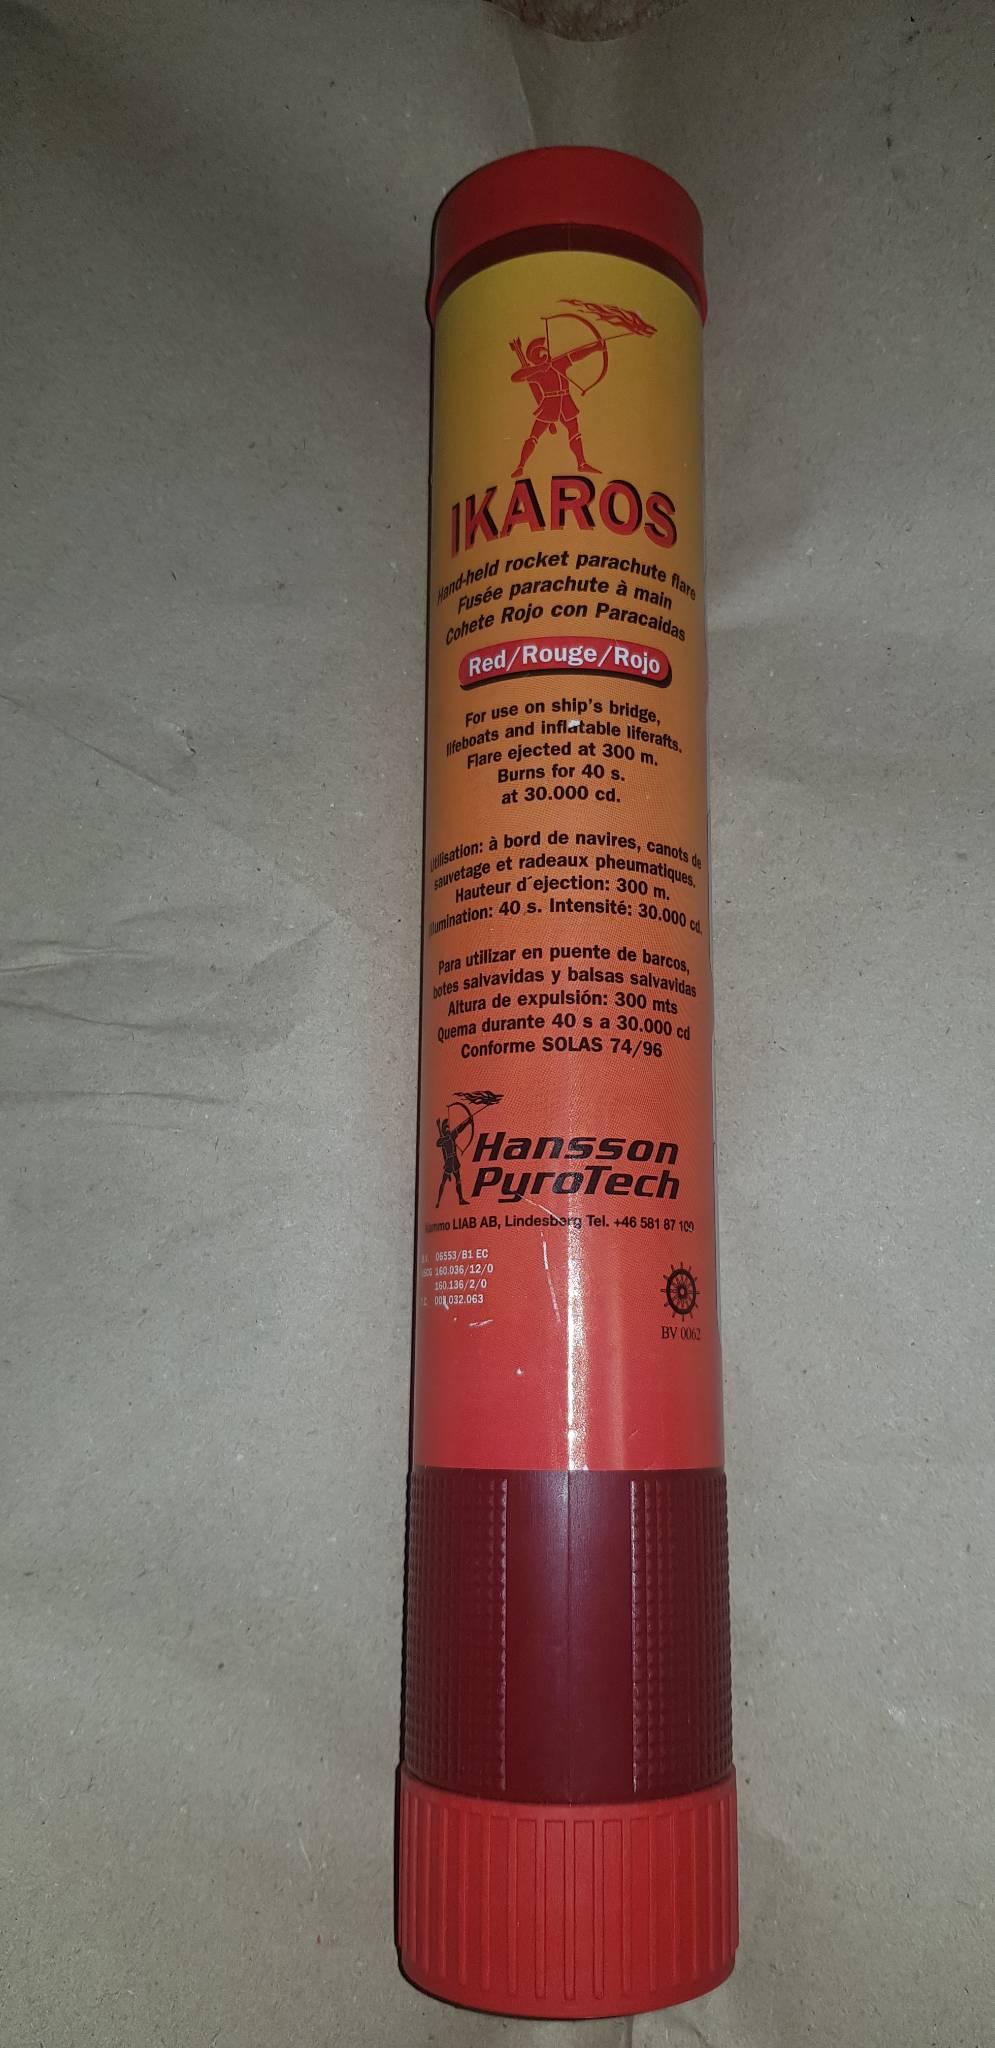 IKAROS
Hand-held rocket parachute flare
Fusée parachute à main
Cohete Rojo con Paracaidas
Red/Rouge/Rojo
For use on ship's bridge,
lifeboats and inflatable liferafts.
Flare ejected at 300 m.
Burns for 40 s.
at 30.000 cd.
Utilisation: à bord de navires, canots de
sauvetage et radeaux pheumatiques.
Hauteur d´ejection: 300 m.
Illumination: 40 s. Intensité: 30.000 cd.
Para utilizar en puente de barcos,
botes salvavidas y balsas salvavidas
Altura de expulsión: 300 mts
Quema durante 40 s a 30.000 cd
Conforme SOLAS 74/96
Hansson
PyroTech
LIAB AB, Lindesberg Tel. +46 581 87 100
06553/B1 EC
160.036/12/0
160.136/2/0
032.063
BV 0062